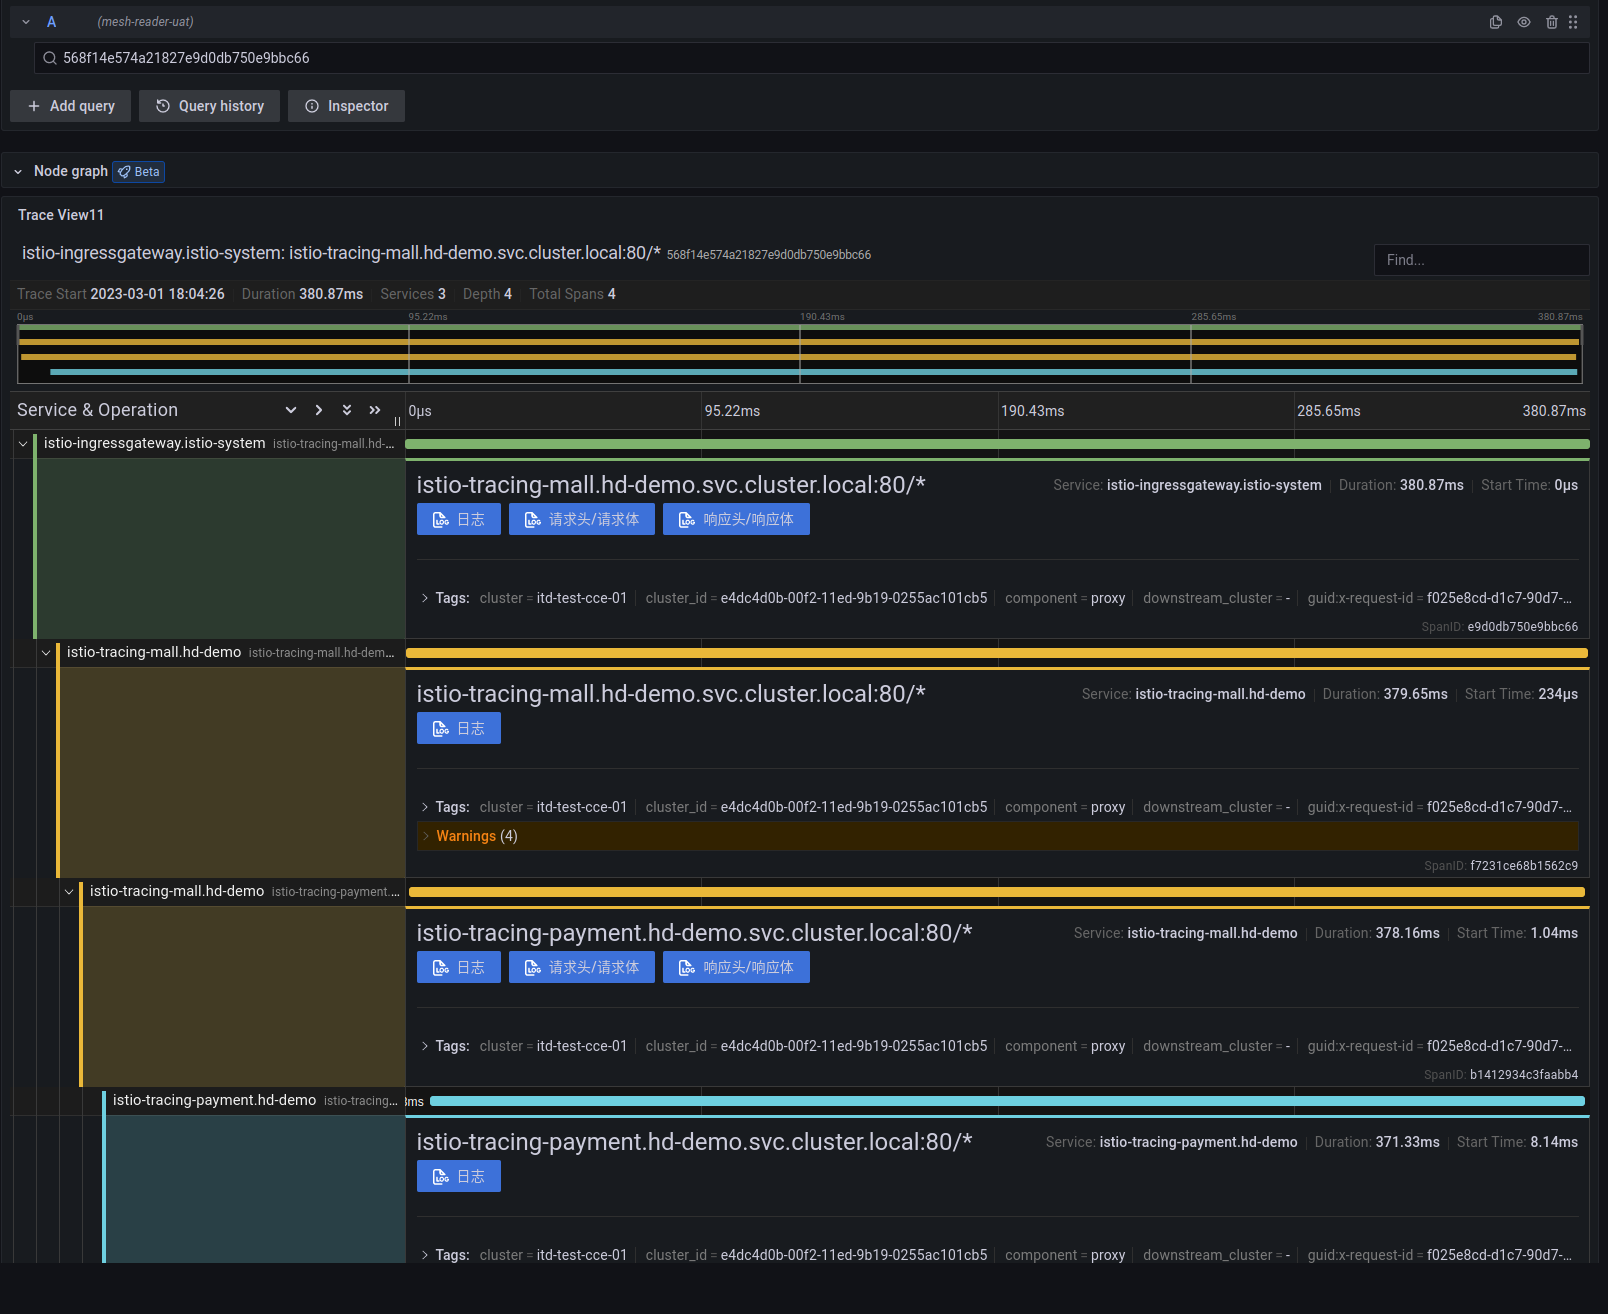 A (mesh-reader-uat)
568f14e574a21827e9d0db750e9bbc66
Add query Query history Inspector
Node graph Beta
Trace View11
istio-ingressgateway.istio-system: istio-tracing-mall.hd-demo.svc.cluster.local:80/* 568f14e574a21827e9d0db750e9bbc66
Find...
Trace Start 2023-03-01 18:04:26 Duration 380.87ms Services 3 Depth 4 Total Spans 4
0μs 95.22ms 190.43ms 285.65ms 380.87ms
Service & Operation 0μs 95.22ms 190.43ms 285.65ms 380.87ms
istio-ingressgateway.istio-system istio-tracing-mall.hd-...
istio-tracing-mall.hd-demo.svc.cluster.local:80/* Service: istio-ingressgateway.istio-system Duration: 380.87ms Start Time: 0μs
LOG 日志 LOG 请求头/请求体 LOG 响应头/响应体
Tags: cluster = itd-test-cce-01 cluster_id = e4dc4d0b-00f2-11ed-9b19-0255ac101cb5 component = proxy downstream_cluster = - guid:x-request-id = f025e8cd-d1c7-90d7-...
SpanID: e9d0db750e9bbc66
istio-tracing-mall.hd-demo istio-tracing-mall.hd-dem...
istio-tracing-mall.hd-demo.svc.cluster.local:80/* Service: istio-tracing-mall.hd-demo Duration: 379.65ms Start Time: 234μs
LOG 日志
Tags: cluster = itd-test-cce-01 cluster_id = e4dc4d0b-00f2-11ed-9b19-0255ac101cb5 component = proxy downstream_cluster = - guid:x-request-id = f025e8cd-d1c7-90d7-...
Warnings (4)
SpanID: f7231ce68b1562c9
istio-tracing-mall.hd-demo istio-tracing-payment....
istio-tracing-payment.hd-demo.svc.cluster.local:80/* Service: istio-tracing-mall.hd-demo Duration: 378.16ms Start Time: 1.04ms
LOG 日志 LOG 请求头/请求体 LOG 响应头/响应体
Tags: cluster = itd-test-cce-01 cluster_id = e4dc4d0b-00f2-11ed-9b19-0255ac101cb5 component = proxy downstream_cluster = - guid:x-request-id = f025e8cd-d1c7-90d7-...
SpanID: b1412934c3faabb4
istio-tracing-payment.hd-demo istio-tracing... ms
istio-tracing-payment.hd-demo.svc.cluster.local:80/* Service: istio-tracing-payment.hd-demo Duration: 371.33ms Start Time: 8.14ms
LOG 日志
Tags: cluster = itd-test-cce-01 cluster_id = e4dc4d0b-00f2-11ed-9b19-0255ac101cb5 component = proxy downstream_cluster = - guid:x-request-id = f025e8cd-d1c7-90d7-...